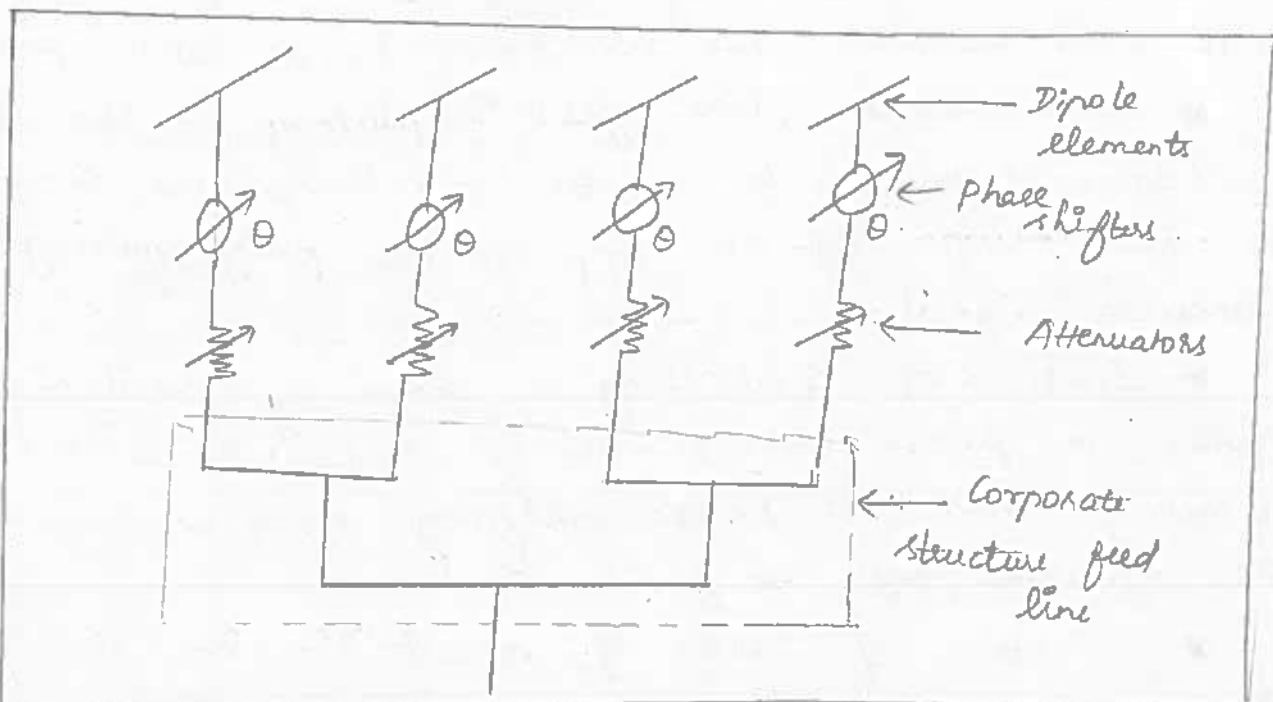 Dipole
elements
θ θ θ θ
Phase
shifters.
Attenuators
Corporate
structure feed
line